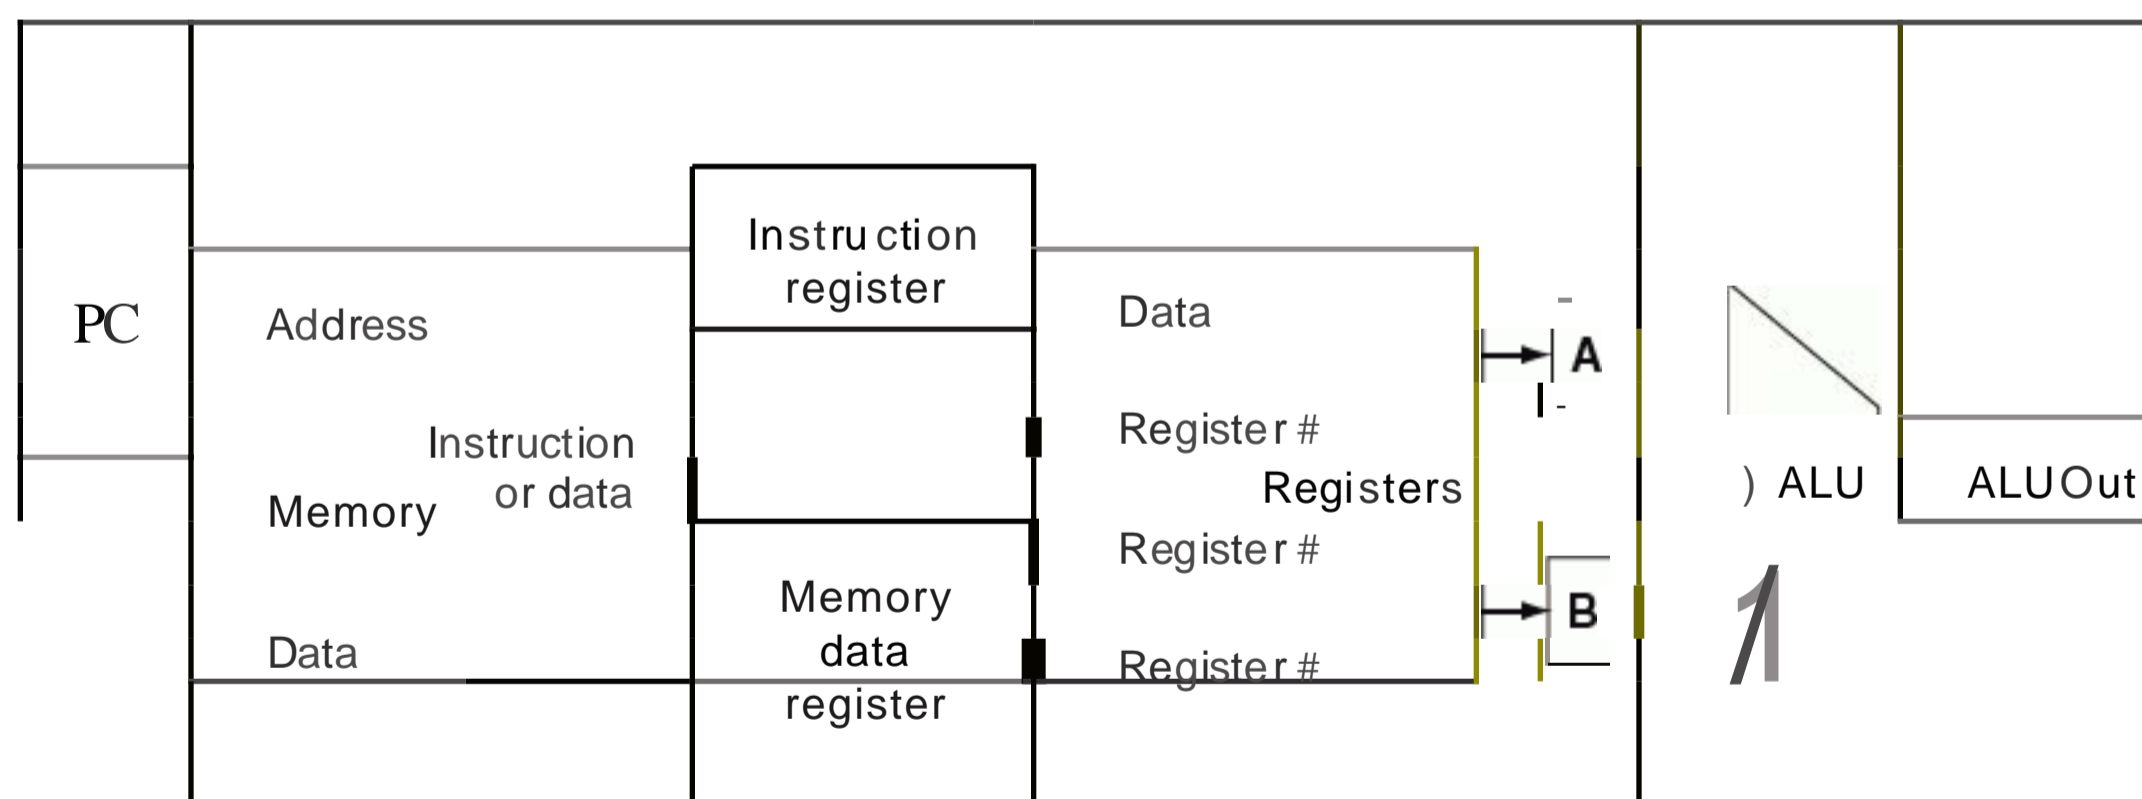 PC
Address
Instruction
or data
Memory
Data
Instruction
register
Memory
data
register
Data
Register #
Registers
Register #
Register #
A
B
) ALU
ALUOut